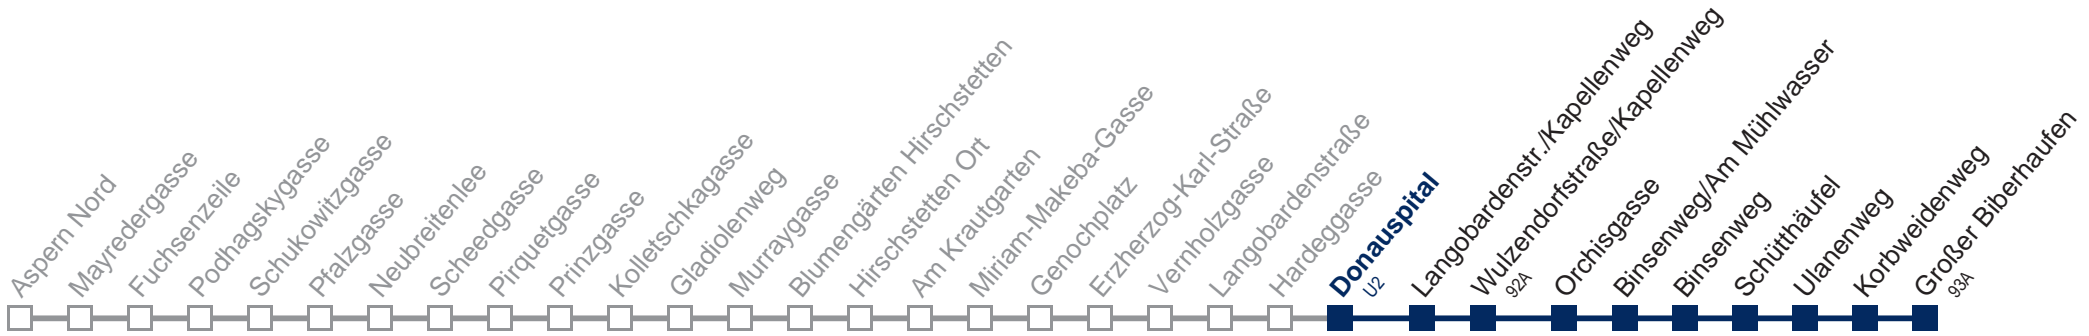 Aspern Nord
Mayredergasse
Fuchsenzeile
Podhagskygasse
Schukowitzgasse
Pfalzgasse
Neubreitenlee
Scheedgasse
Pirquetgasse
Prinzgasse
Kolletschkagasse
Gladiolenweg
Murraygasse
Blumengärten Hirschstetten
Hirschstetten Ort
Am Krautgarten
Miriam-Makeba-Gasse
Genochplatz
Erzherzog-Karl-Straße
Vernholzgasse
Langobardenstraße
Hardeggasse
Donauspital
U2
Langobardenstr./Kapellenweg
Wulzendorfstraße/Kapellenweg
92A
Orchisgasse
Binsenweg/Am Mühlwasser
Binsenweg
Schütthäufel
Ulanenweg
Korbweidenweg
Großer Biberhaufen
93A